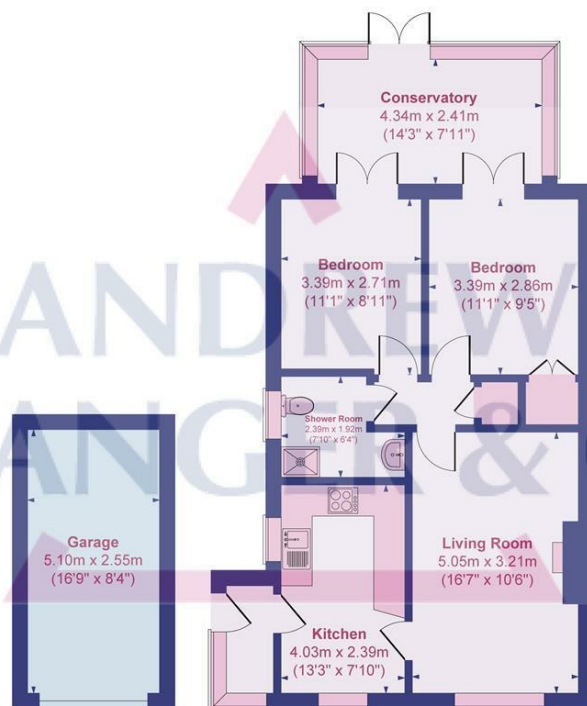 Conservatory
4.34m x 2.41m
(14'3" x 7'11")
Bedroom
3.39m x 2.71m
(11'1" x 8'11")
Bedroom
3.39m x 2.86m
(11'1" x 9'5")
ANDREW
Shower Room
2.39m x 1.92m
(7'10" x 6'4")
ANGER &
Garage
5.10m x 2.55m
(16'9" x 8'4")
Living Room
5.05m x 3.21m
(16'7" x 10'6")
Kitchen
4.03m x 2.39m
(13'3" x 7'10")